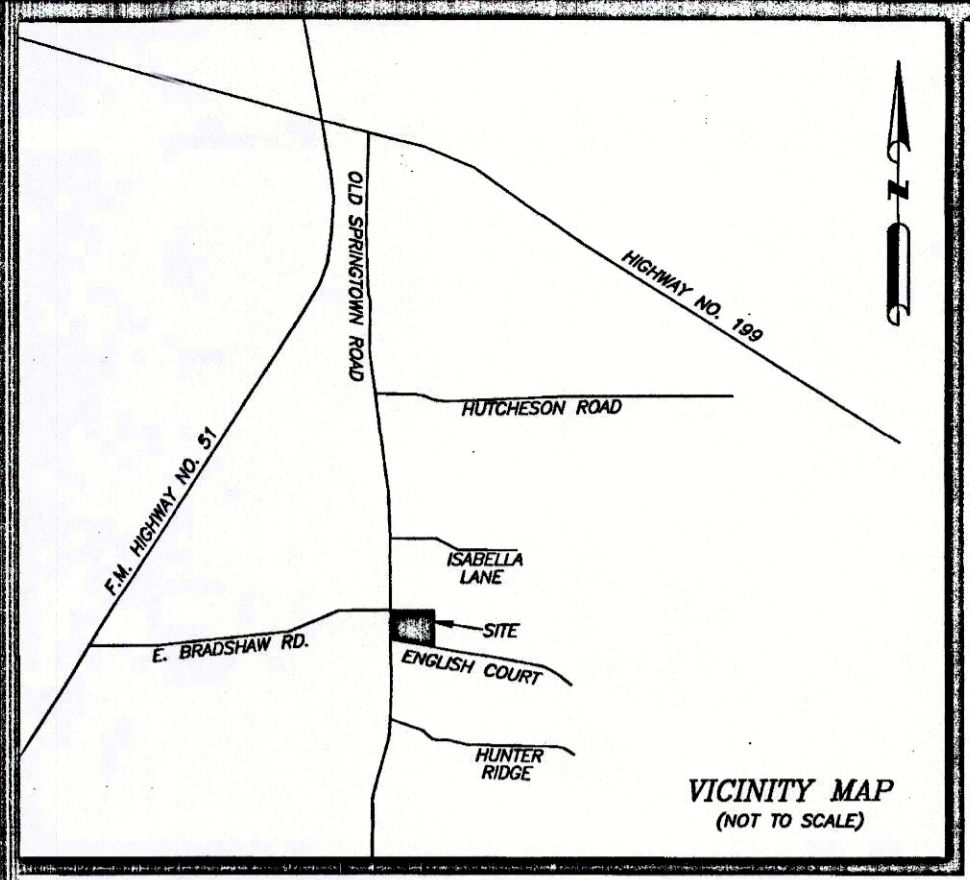 N
OLD SPRINGTOWN ROAD
HIGHWAY NO. 199
HUTCHESON ROAD
F.M. HIGHWAY NO. 51
ISABELLA
LANE
SITE
E. BRADSHAW RD.
ENGLISH COURT
HUNTER
RIDGE
VICINITY MAP
(NOT TO SCALE)